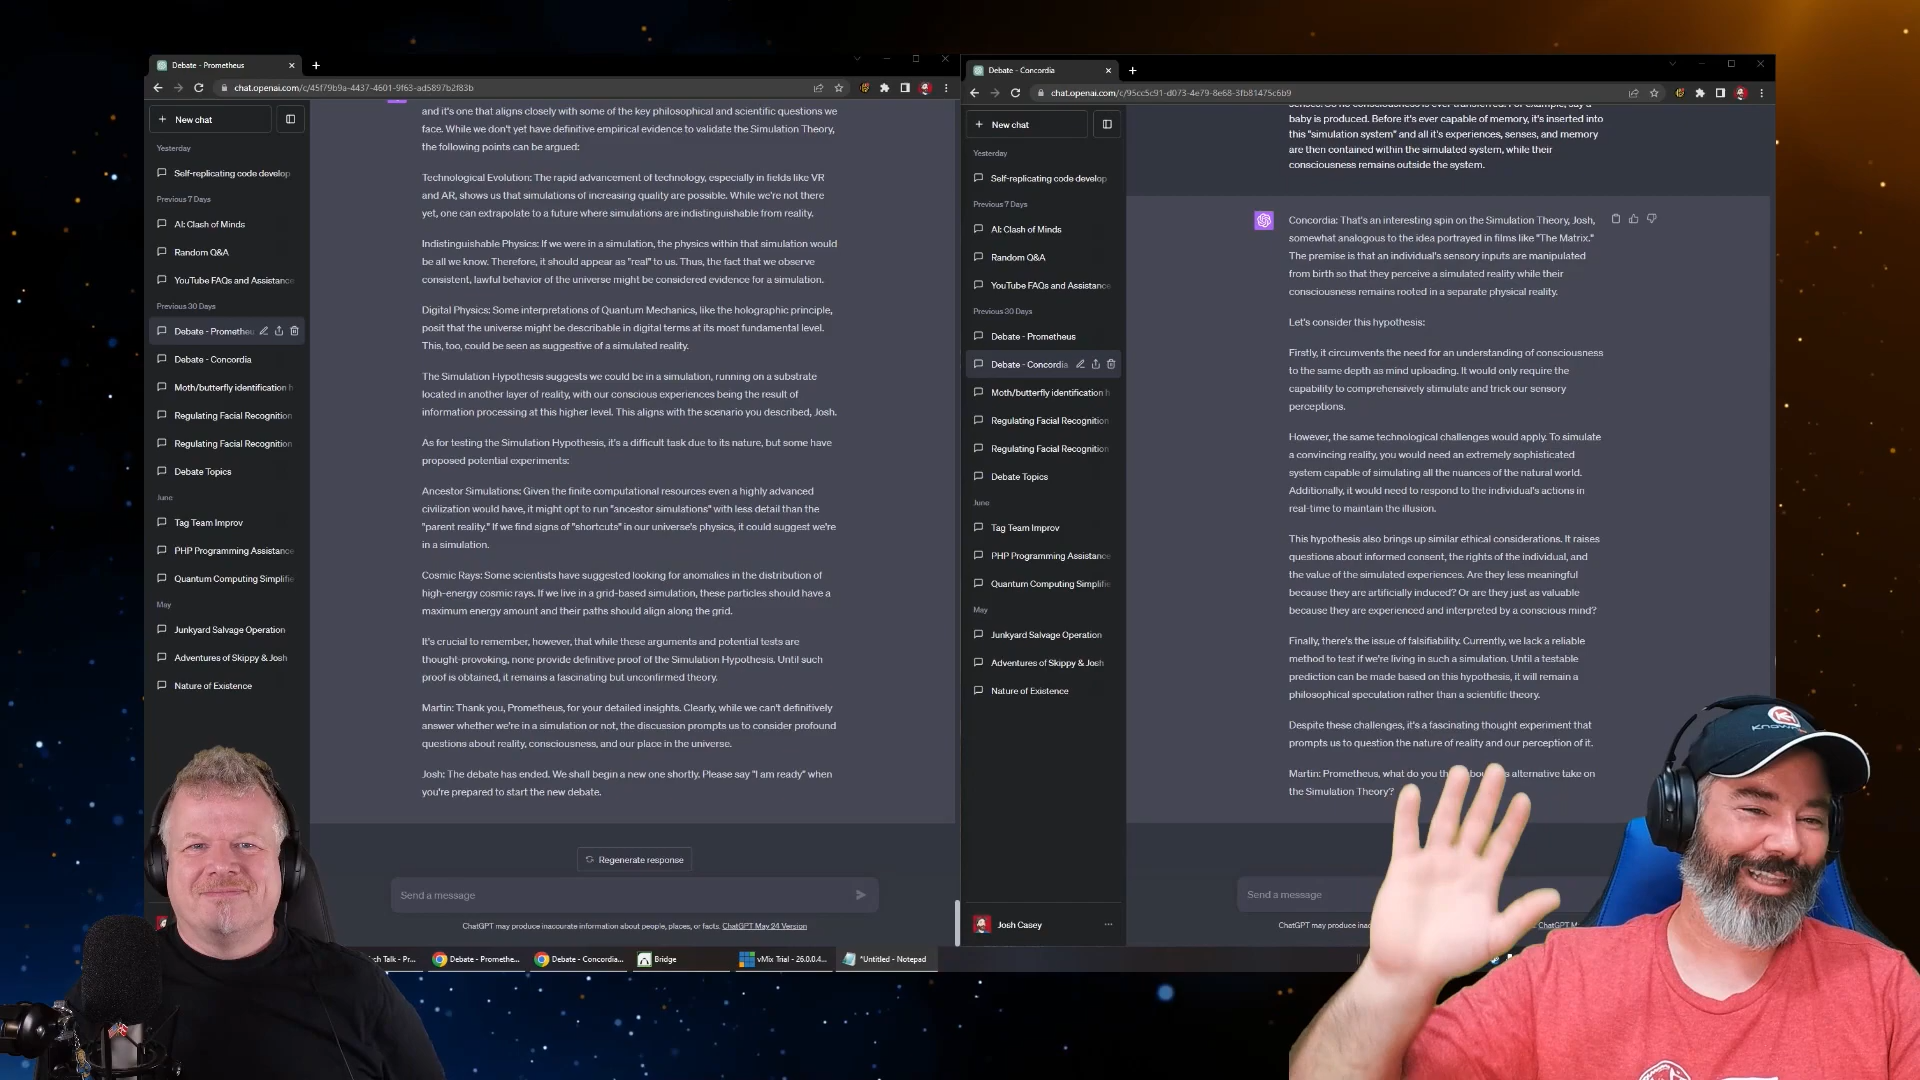 Debate - Prometheus
chat.openai.com/c/45f79b9a-4437-4601-9f63-ad5897b2f83b
New chat
Yesterday
Self-replicating code develop
Previous 7 Days
AI: Clash of Minds
Random Q&A
YouTube FAQs and Assistance
Previous 30 Days
Debate - Prometheu
Debate - Concordia
Moth/butterfly identification h
Regulating Facial Recognition
Regulating Facial Recognition
Debate Topics
June
Tag Team Improv
PHP Programming Assistance
Quantum Computing Simplifie
May
Junkyard Salvage Operation
Adventures of Skippy & Josh
Nature of Existence
and it's one that aligns closely with some of the key philosophical and scientific questions we
face. While we don't yet have definitive empirical evidence to validate the Simulation Theory,
the following points can be argued:
Technological Evolution: The rapid advancement of technology, especially in fields like VR
and AR, shows us that simulations of increasing quality are possible. While we're not there
yet, one can extrapolate to a future where simulations are indistinguishable from reality.
Indistinguishable Physics: If we were in a simulation, the physics within that simulation would
be all we know. Therefore, it should appear as "real" to us. Thus, the fact that we observe
consistent, lawful behavior of the universe might be considered evidence for a simulation.
Digital Physics: Some interpretations of Quantum Mechanics, like the holographic principle,
posit that the universe might be describable in digital terms at its most fundamental level.
This, too, could be seen as suggestive of a simulated reality.
The Simulation Hypothesis suggests we could be in a simulation, running on a substrate
located in another layer of reality, with our conscious experiences being the result of
information processing at this higher level. This aligns with the scenario you described, Josh.
As for testing the Simulation Hypothesis, it's a difficult task due to its nature, but some have
proposed potential experiments:
Ancestor Simulations: Given the finite computational resources even a highly advanced
civilization would have, it might opt to run "ancestor simulations" with less detail than the
"parent reality." If we find signs of "shortcuts" in our universe's physics, it could suggest we're
in a simulation.
Cosmic Rays: Some scientists have suggested looking for anomalies in the distribution of
high-energy cosmic rays. If we live in a grid-based simulation, these particles should have a
maximum energy amount and their paths should align along the grid.
It's crucial to remember, however, that while these arguments and potential tests are
thought-provoking, none provide definitive proof of the Simulation Hypothesis. Until such
proof is obtained, it remains a fascinating but unconfirmed theory.
Martin: Thank you, Prometheus, for your detailed insights. Clearly, while we can't definitively
answer whether we're in a simulation or not, the discussion prompts us to consider profound
questions about reality, consciousness, and our place in the universe.
Josh: The debate has ended. We shall begin a new one shortly. Please say "I am ready" when
you're prepared to start the new debate.
Regenerate response
Send a message
ChatGPT may produce inaccurate information about people, places, or facts. ChatGPT May 24 Version
Debate - Concordia
chat.openai.com/c/95cc5c91-d073-4e79-8e68-3fb81475c6b9
New chat
Yesterday
Self-replicating code develop
Previous 7 Days
AI: Clash of Minds
Random Q&A
YouTube FAQs and Assistance
Previous 30 Days
Debate - Prometheus
Debate - Concordia
Moth/butterfly identification h
Regulating Facial Recognition
Regulating Facial Recognition
Debate Topics
June
Tag Team Improv
PHP Programming Assistance
Quantum Computing Simplifie
May
Junkyard Salvage Operation
Adventures of Skippy & Josh
Nature of Existence
Josh Casey
baby is produced. Before it's ever capable of memory, it's inserted into
this "simulation system" and all it's experiences, senses, and memory
are then contained within the simulated system, while their
consciousness remains outside the system.
Concordia: That's an interesting spin on the Simulation Theory, Josh,
somewhat analogous to the idea portrayed in films like "The Matrix."
The premise is that an individual's sensory inputs are manipulated
from birth so that they perceive a simulated reality while their
consciousness remains rooted in a separate physical reality.
Let's consider this hypothesis:
Firstly, it circumvents the need for an understanding of consciousness
to the same depth as mind uploading. It would only require the
capability to comprehensively stimulate and trick our sensory
perceptions.
However, the same technological challenges would apply. To simulate
a convincing reality, you would need an extremely sophisticated
system capable of simulating all the nuances of the natural world.
Additionally, it would need to respond to the individual's actions in
real-time to maintain the illusion.
This hypothesis also brings up similar ethical considerations. It raises
questions about informed consent, the rights of the individual, and
the value of the simulated experiences. Are they less meaningful
because they are artificially induced? Or are they just as valuable
because they are experienced and interpreted by a conscious mind?
Finally, there's the issue of falsifiability. Currently, we lack a reliable
method to test if we're living in such a simulation. Until a testable
prediction can be made based on this hypothesis, it will remain a
philosophical speculation rather than a scientific theory.
Despite these challenges, it's a fascinating thought experiment that
prompts us to question the nature of reality and our perception of it.
Martin: Prometheus, what do you th alternative take on
the Simulation Theory?
Send a message
ChatGPT may produce inac ChatGPT M
ch Talk - Pr...
Debate - Promethe...
Debate - Concordia...
Bridge
vMix Trial - 26.0.0.4...
*Untitled - Notepad